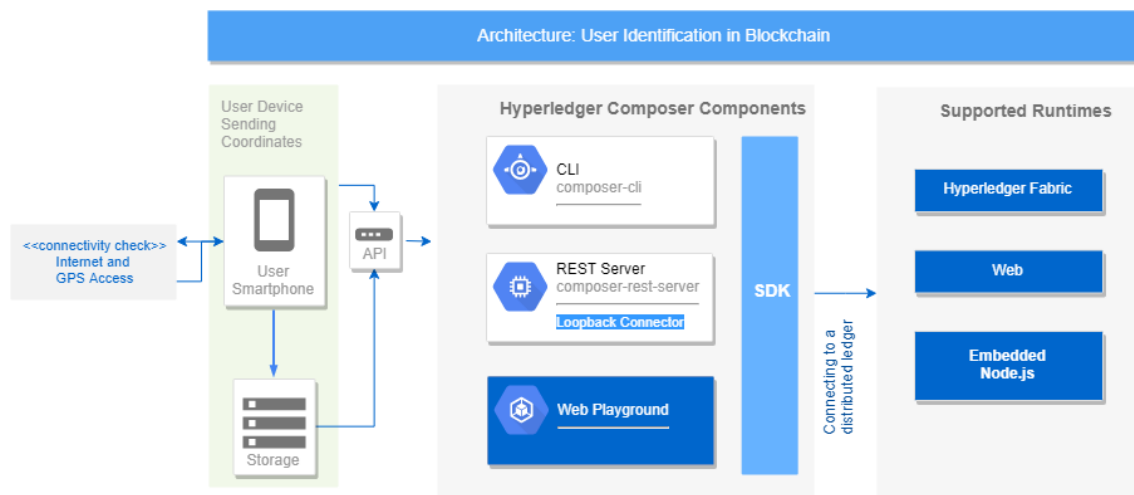 Architecture: User Identification in Blockchain
User Device
Sending
Coordinates
<<connectivity check>>
Internet and
GPS Access
User
Smartphone
Storage
API
Hyperledger Composer Components
CLI
composer-cli
REST Server
composer-rest-server
Loopback Connector
Web Playground
SDK
Connecting to a
distributed ledger
Supported Runtimes
Hyperledger Fabric
Web
Embedded
Node.js